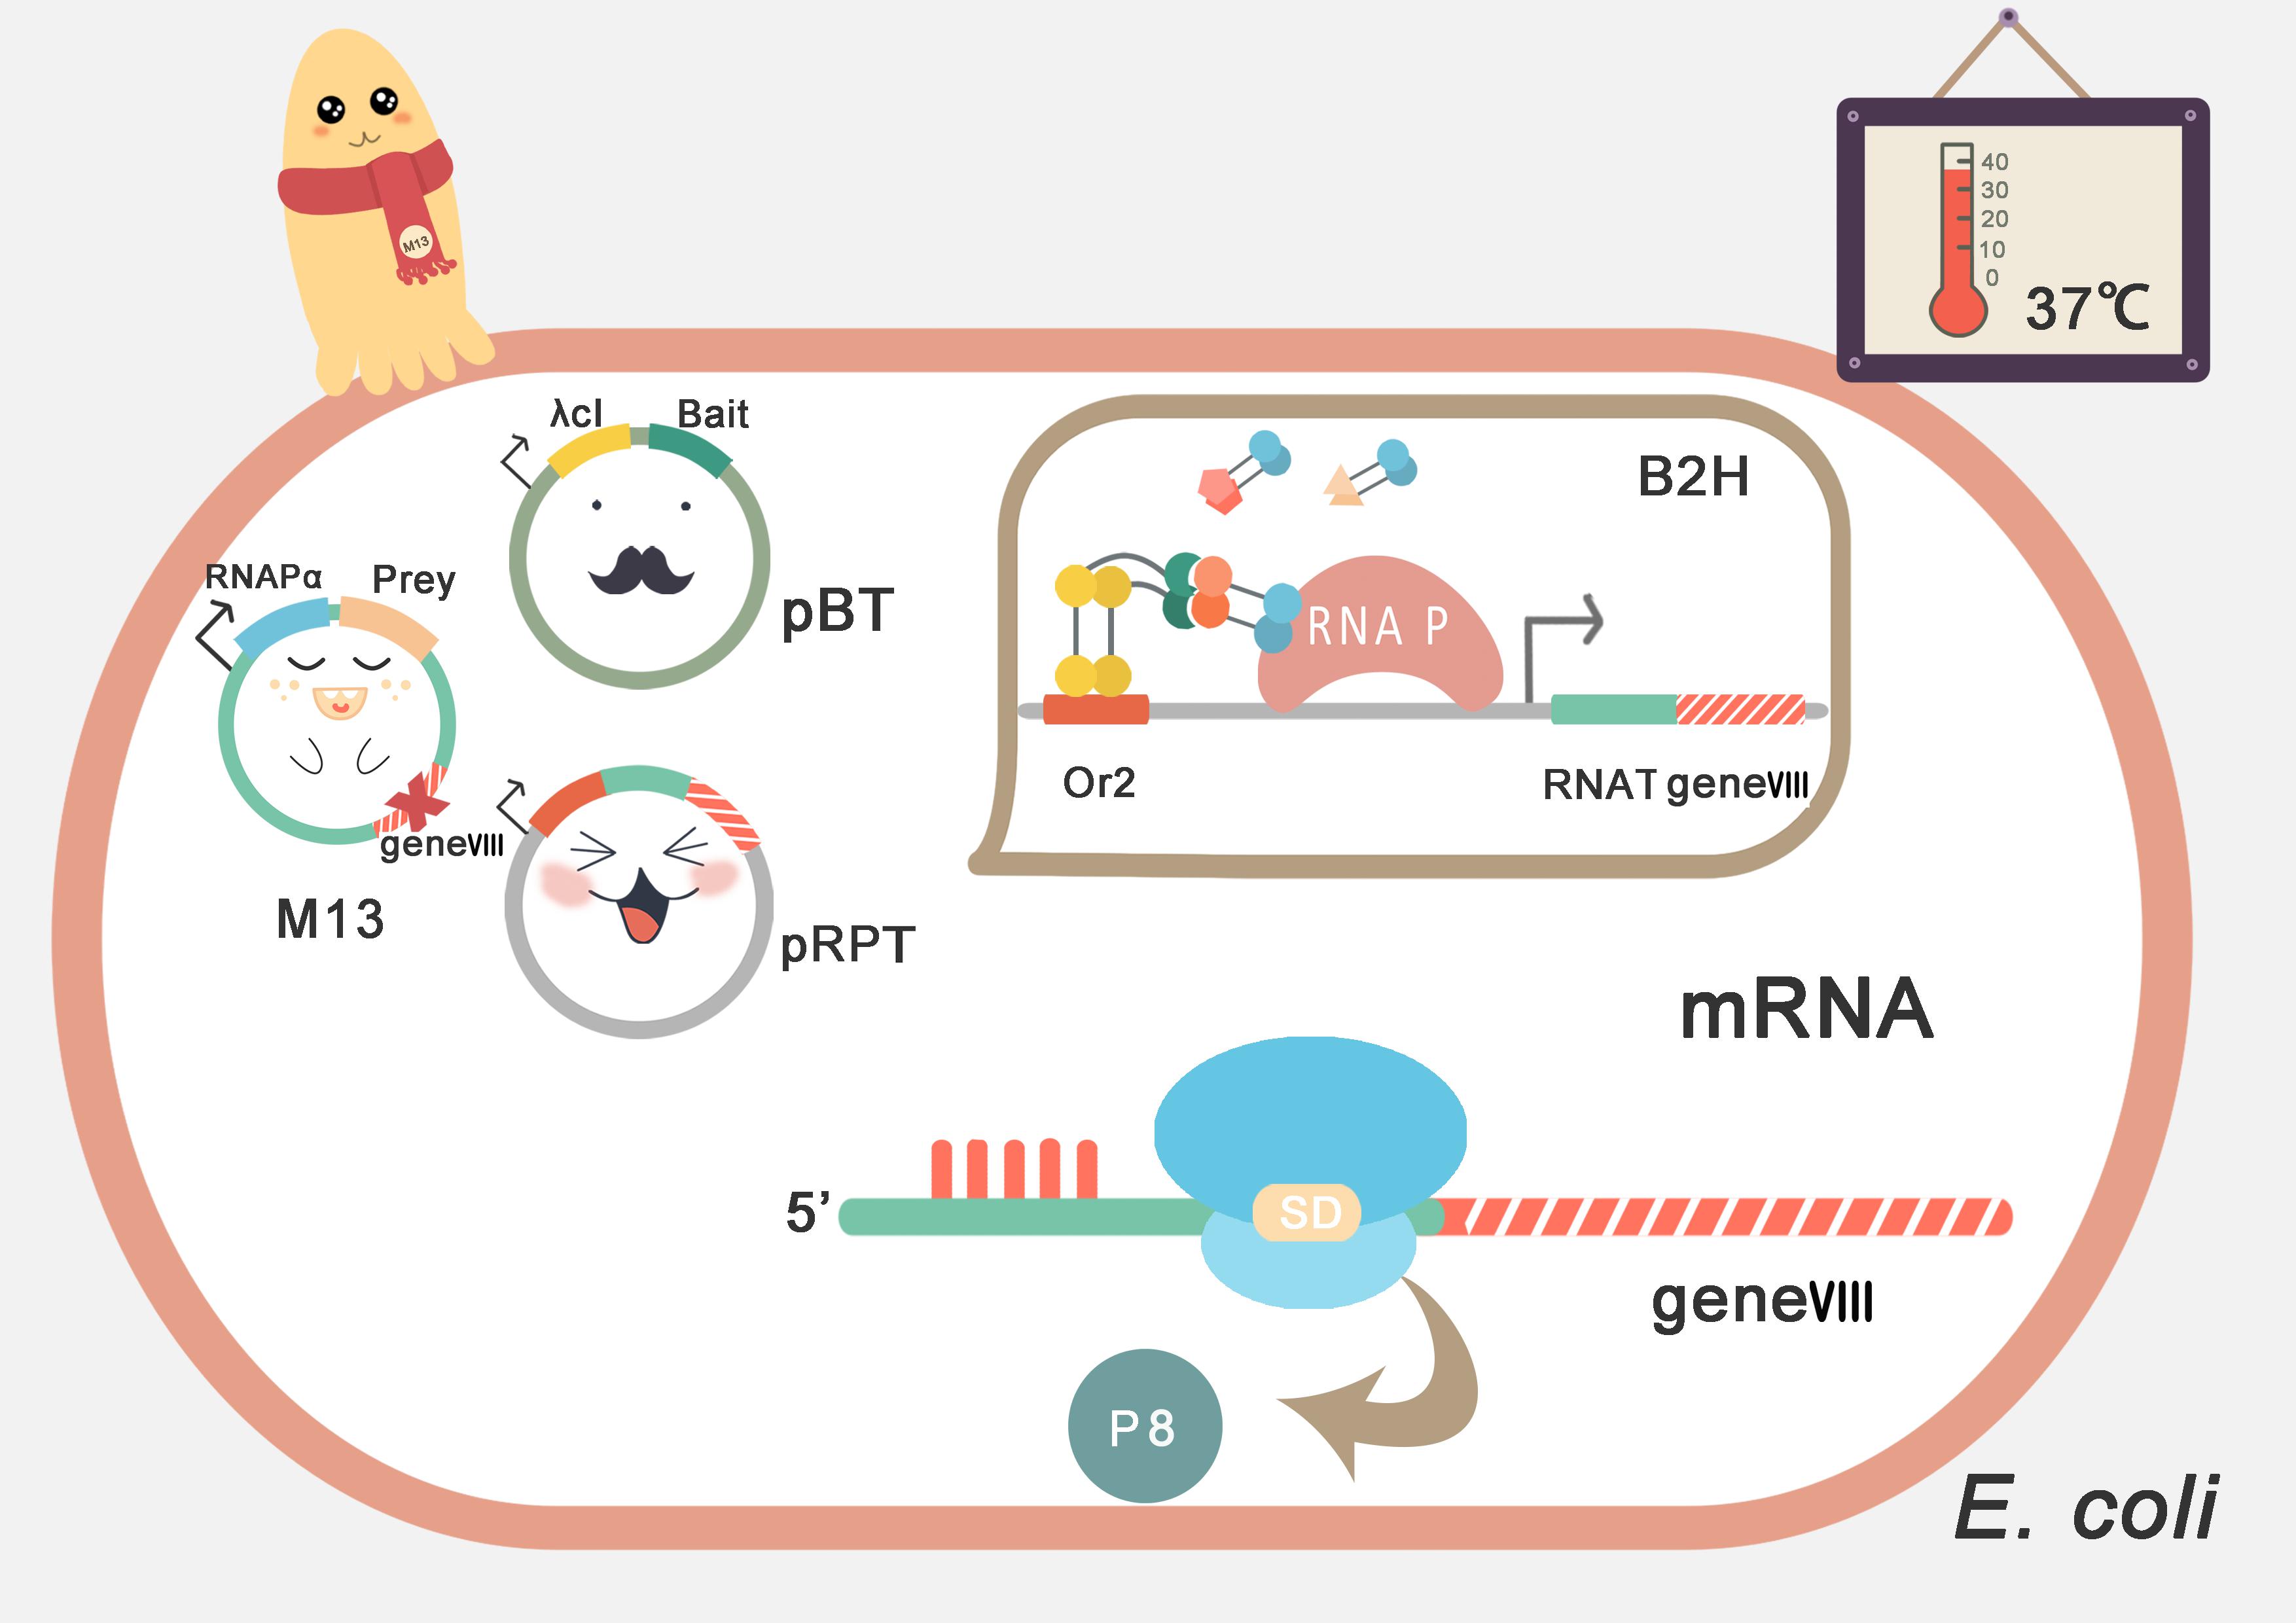 M13
40
30
20
10
0
37℃
λcI Bait
pBT
RNAPα Prey
geneⅧ
M13
pRPT
B2H
RNA P
Or2
RNAT geneⅧ
mRNA
5’
SD
geneⅧ
P8
E. coli